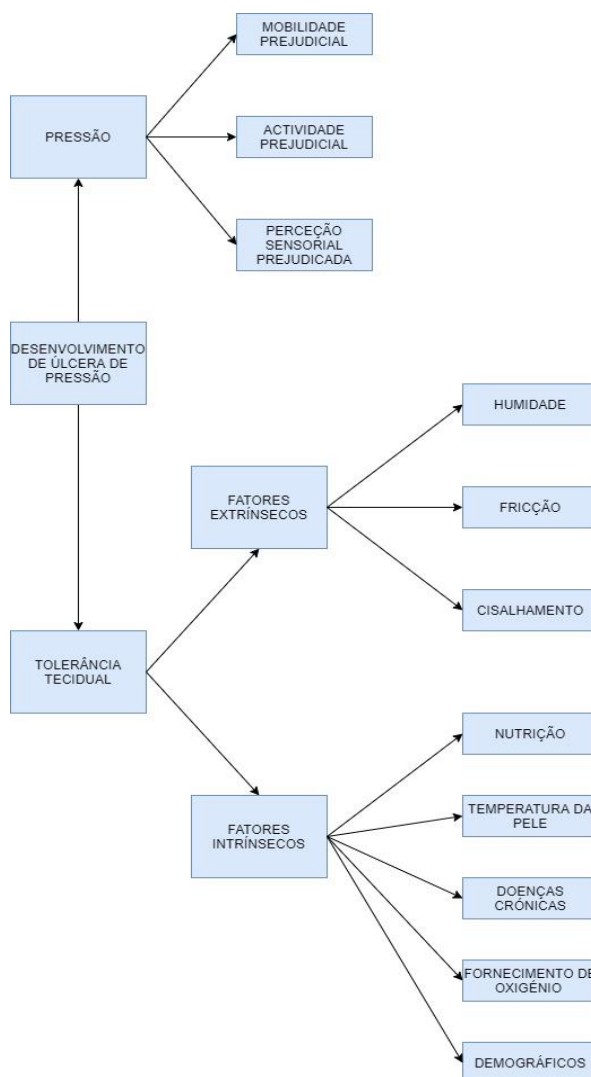 MOBILIDADE
PREJUDICIAL
PRESSÃO
ACTIVIDADE
PREJUDICIAL
PERCEÇÃO
SENSORIAL
PREJUDICADA
DESENVOLVIMENTO
DE ÚLCERA DE
PRESSÃO
HUMIDADE
FATORES
EXTRÍNSECOS
FRICÇÃO
CISALHAMENTO
TOLERÂNCIA
TECIDUAL
NUTRIÇÃO
TEMPERATURA DA
PELE
FATORES
INTRÍNSECOS
DOENÇAS
CRÓNICAS
FORNECIMENTO DE
OXIGÉNIO
DEMOGRÁFICOS